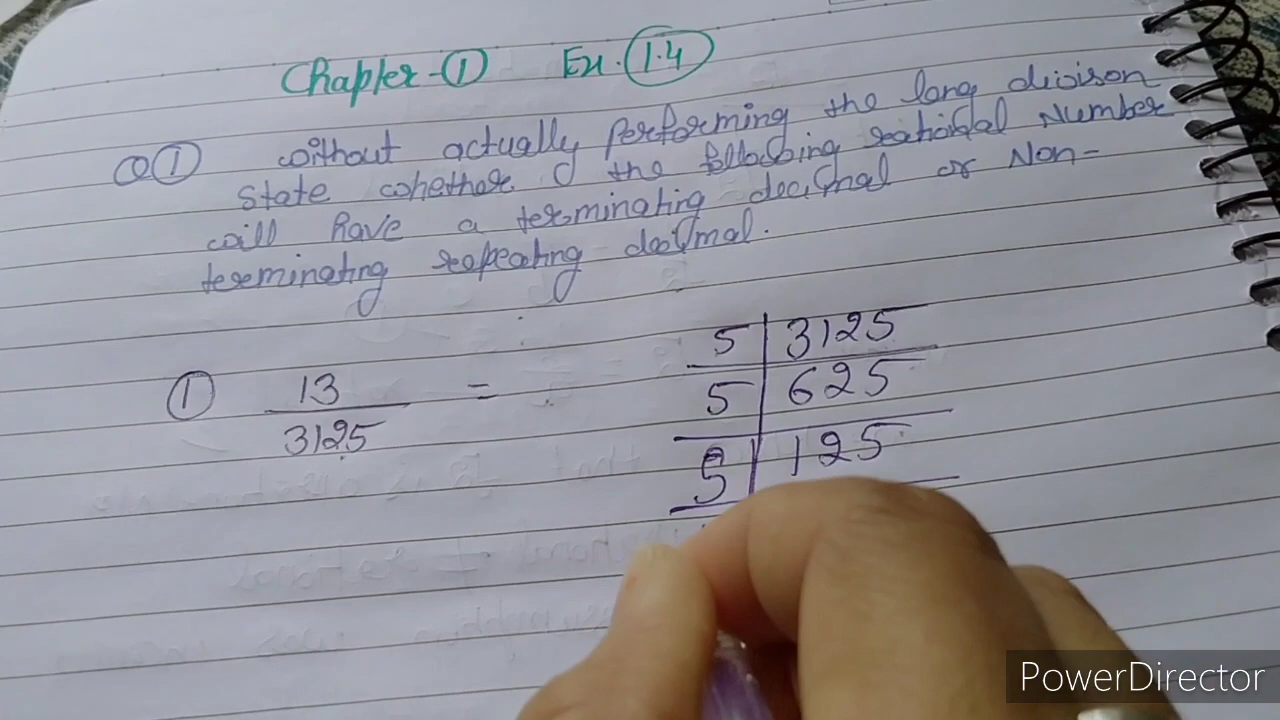 Chapter-① Ex. 1.4
Q① without actually performing the long divison
state whether the following rational Number
will have a terminating decimal or Non-
terminating repeating decimal.
① 13 =
3125
5 3125
5 625
5 125
PowerDirector